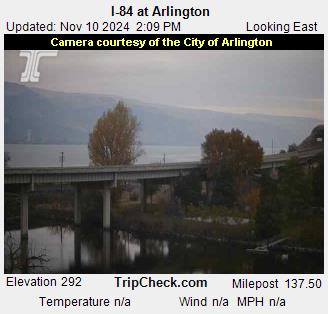 I-84 at Arlington
Updated: Nov 10 2024 2:09 PM Looking East
Camera courtesy of the City of Arlington
Elevation 292 TripCheck.com Milepost 137.50
Temperature n/a Wind n/a MPH n/a